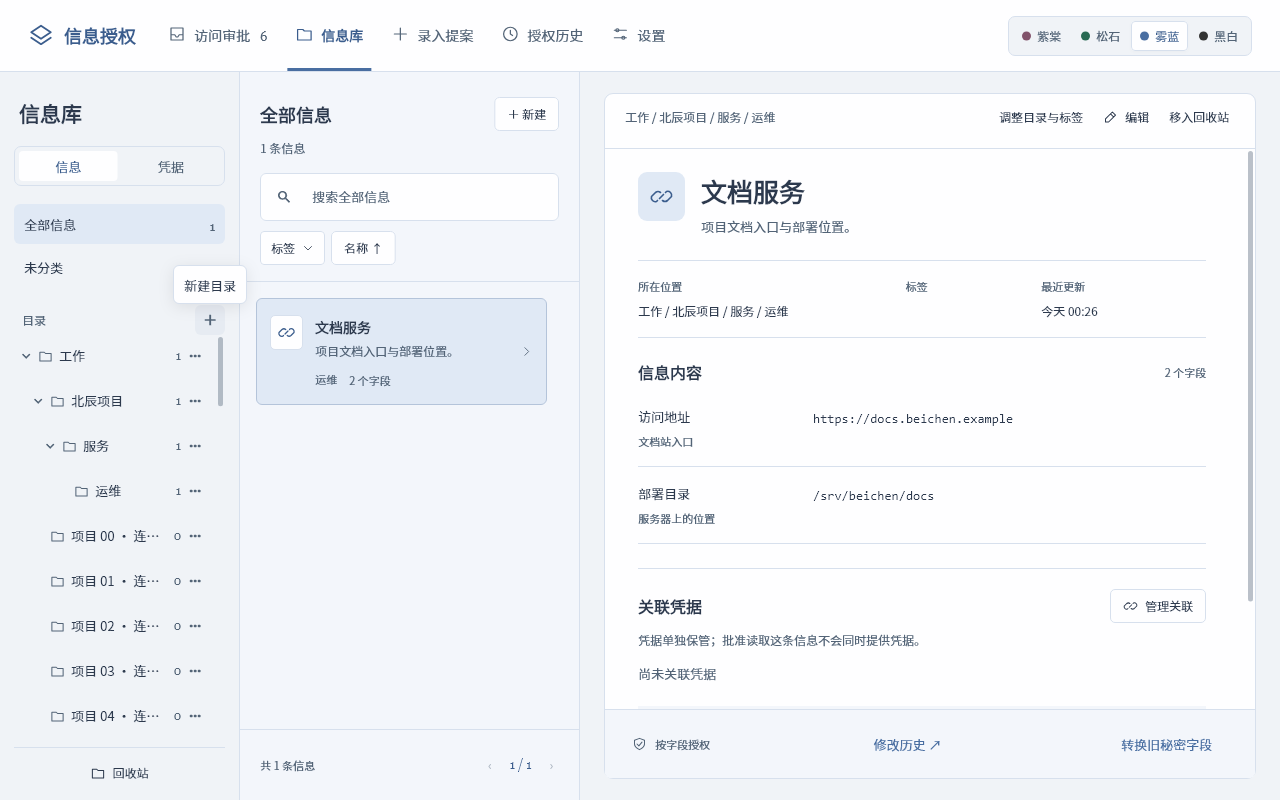 信息授权
访问审批 6
信息库
录入提案
授权历史
设置
紫棠
松石
雾蓝
黑白
信息库
信息
凭据
全部信息 1
未分类
新建目录
目录
工作 1
北辰项目 1
服务 1
运维 1
项目 00 · 连… 0
项目 01 · 连… 0
项目 02 · 连… 0
项目 03 · 连… 0
项目 04 · 连… 0
回收站
全部信息
新建
1 条信息
搜索全部信息
标签
名称 ↑
文档服务
项目文档入口与部署位置。
运维 2 个字段
共 1 条信息
‹ 1 / 1 ›
工作 / 北辰项目 / 服务 / 运维
调整目录与标签
编辑
移入回收站
文档服务
项目文档入口与部署位置。
所在位置
工作 / 北辰项目 / 服务 / 运维
标签
最近更新
今天 00:26
信息内容
2 个字段
访问地址
文档站入口
https://docs.beichen.example
部署目录
服务器上的位置
/srv/beichen/docs
关联凭据
管理关联
凭据单独保管；批准读取这条信息不会同时提供凭据。
尚未关联凭据
按字段授权
修改历史 ↗
转换旧秘密字段